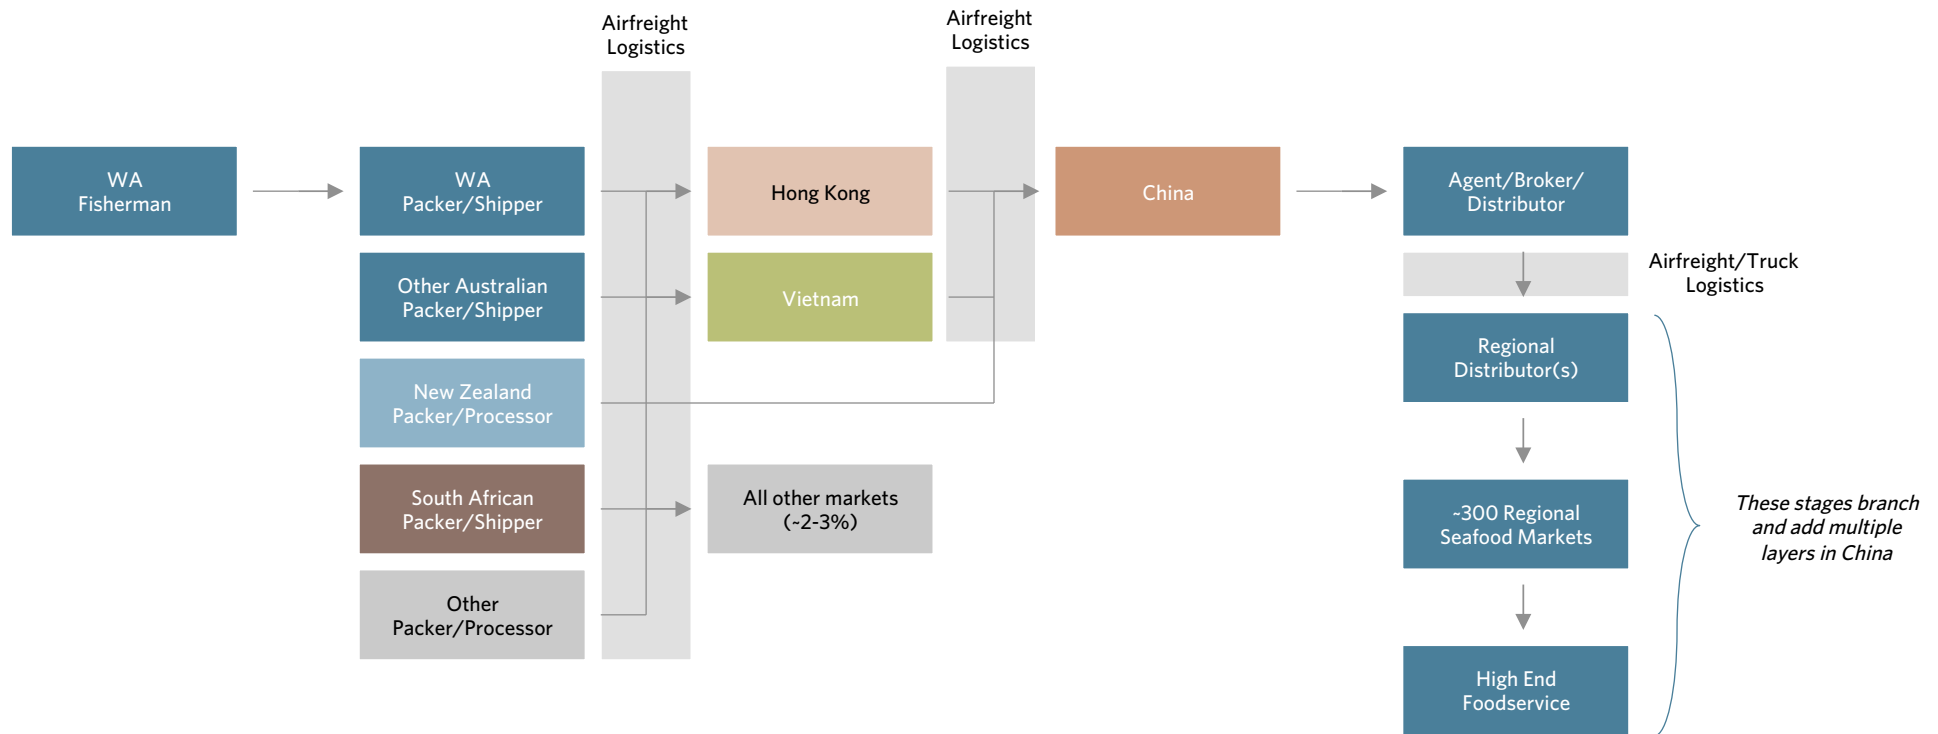 Airfreight
Logistics
Airfreight
Logistics
WA
Fisherman
WA
Packer/Shipper
Hong Kong
China
Agent/Broker/
Distributor
Other Australian
Packer/Shipper
Vietnam
Airfreight/Truck
Logistics
New Zealand
Packer/Processor
Regional
Distributor(s)
South African
Packer/Shipper
All other markets
(~2-3%)
~300 Regional
Seafood Markets
These stages branch
and add multiple
layers in China
Other
Packer/Processor
High End
Foodservice